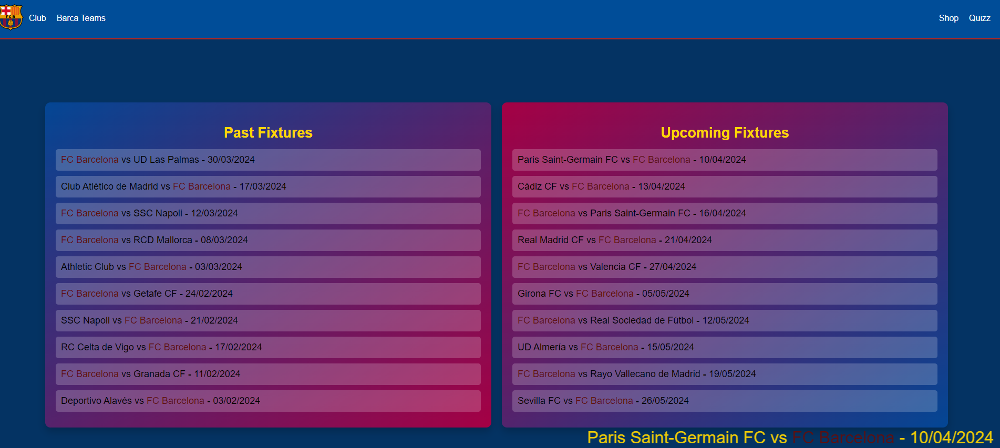 FCB
Club Barca Teams Shop Quizz
Past Fixtures
FC Barcelona vs UD Las Palmas - 30/03/2024
Club Atlético de Madrid vs FC Barcelona - 17/03/2024
FC Barcelona vs SSC Napoli - 12/03/2024
FC Barcelona vs RCD Mallorca - 08/03/2024
Athletic Club vs FC Barcelona - 03/03/2024
FC Barcelona vs Getafe CF - 24/02/2024
SSC Napoli vs FC Barcelona - 21/02/2024
RC Celta de Vigo vs FC Barcelona - 17/02/2024
FC Barcelona vs Granada CF - 11/02/2024
Deportivo Alavés vs FC Barcelona - 03/02/2024
Upcoming Fixtures
Paris Saint-Germain FC vs FC Barcelona - 10/04/2024
Cádiz CF vs FC Barcelona - 13/04/2024
FC Barcelona vs Paris Saint-Germain FC - 16/04/2024
Real Madrid CF vs FC Barcelona - 21/04/2024
FC Barcelona vs Valencia CF - 27/04/2024
Girona FC vs FC Barcelona - 05/05/2024
FC Barcelona vs Real Sociedad de Fútbol - 12/05/2024
UD Almería vs FC Barcelona - 15/05/2024
FC Barcelona vs Rayo Vallecano de Madrid - 19/05/2024
Sevilla FC vs FC Barcelona - 26/05/2024
Paris Saint-Germain FC vs FC Barcelona - 10/04/2024